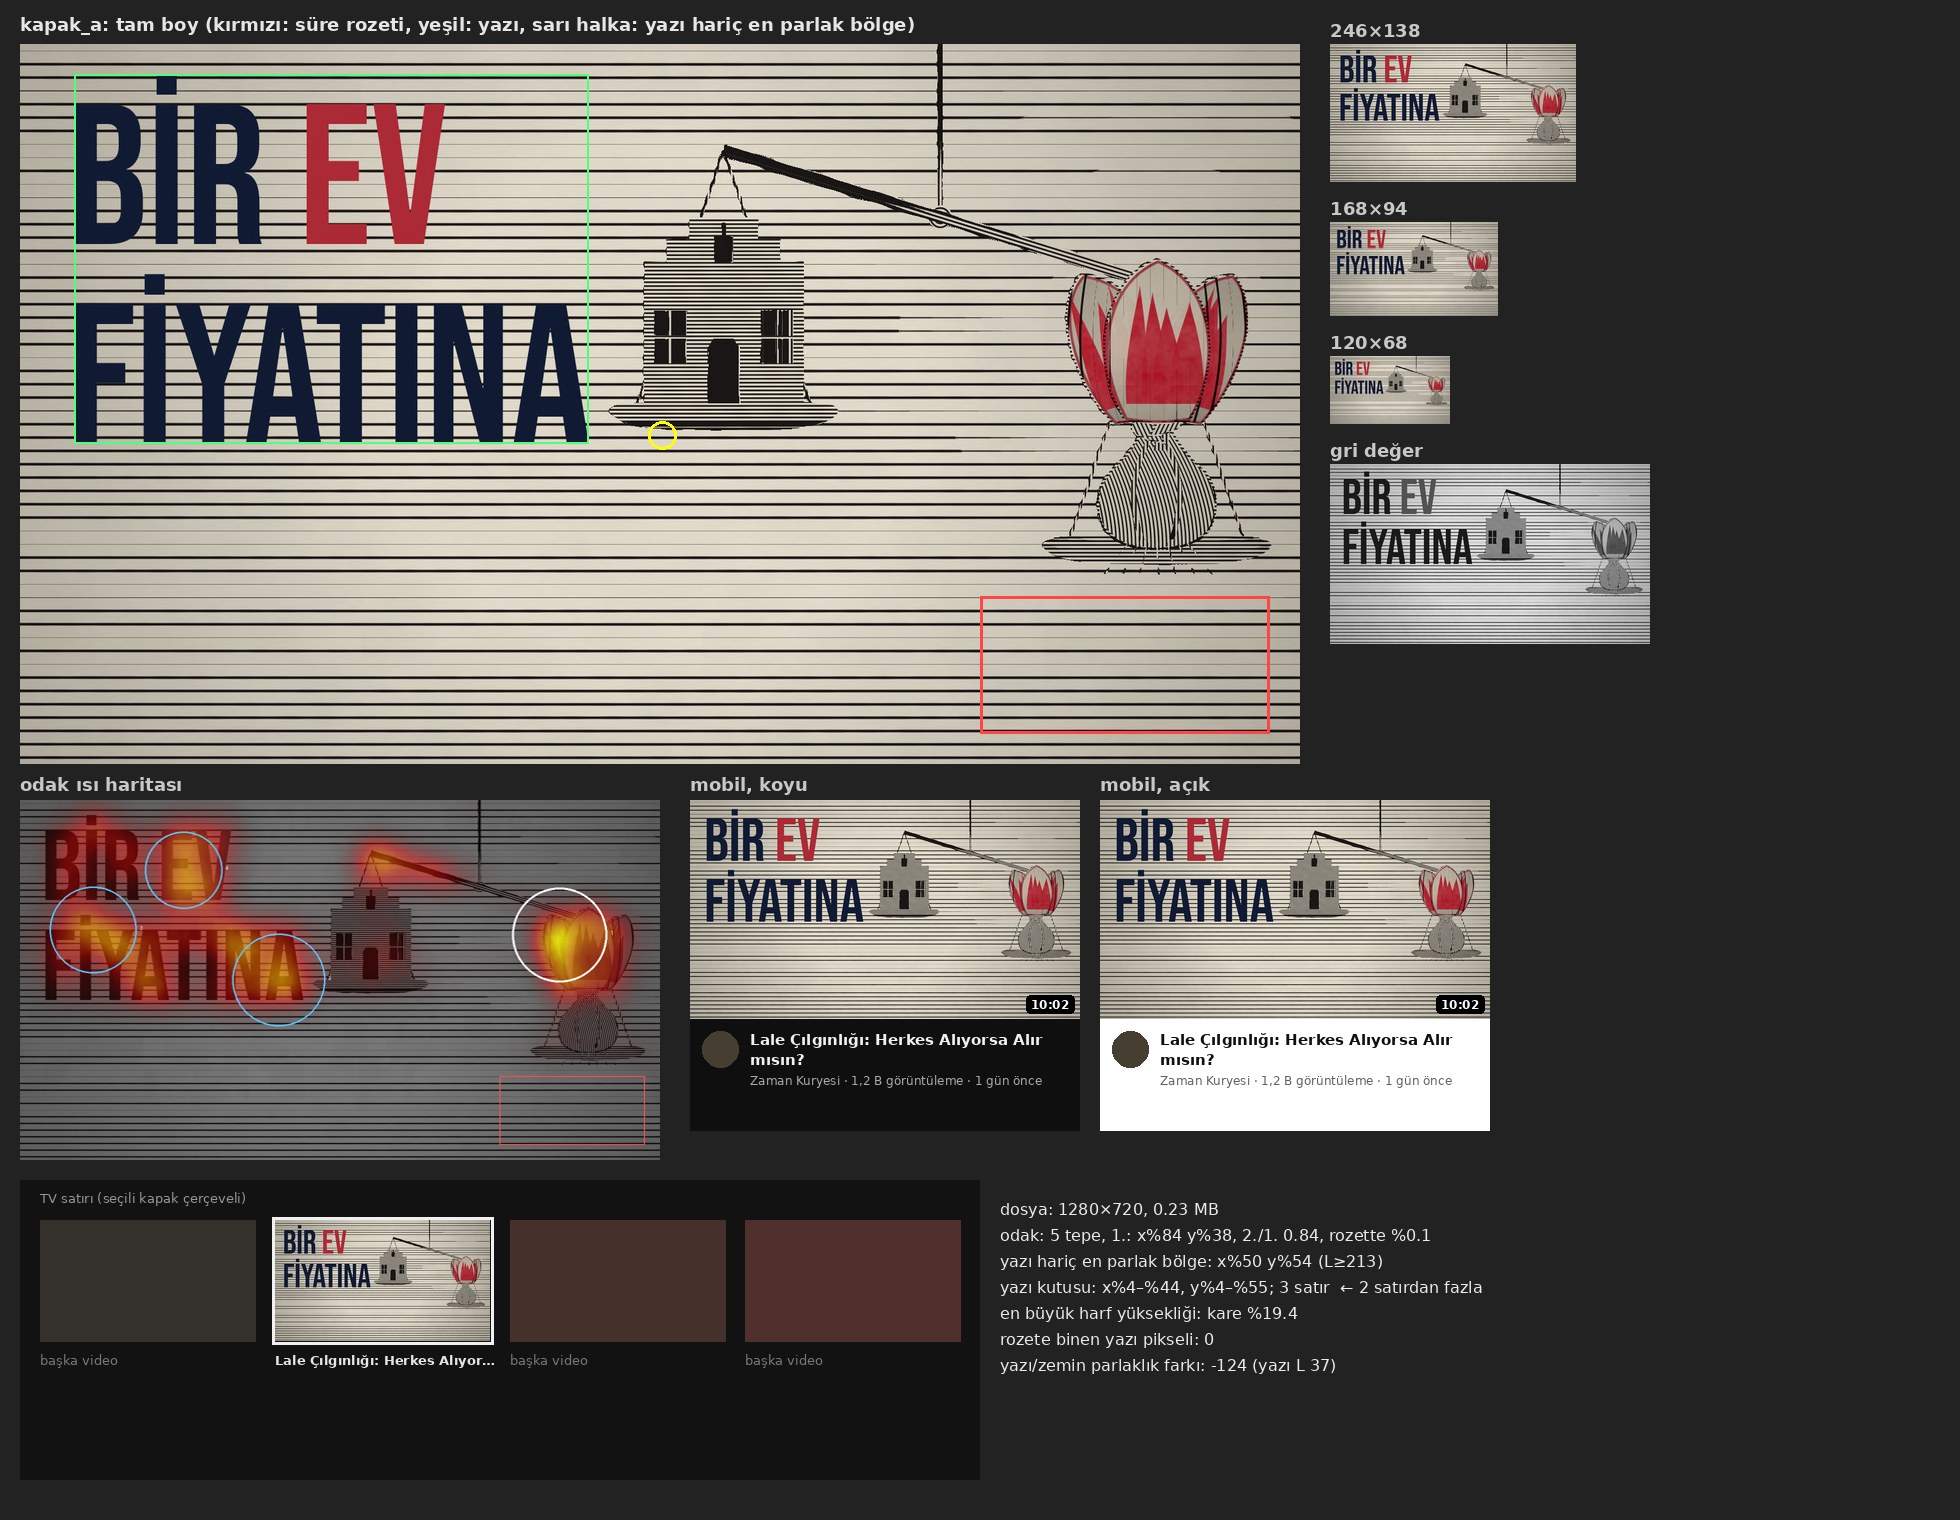 kapak_a: tam boy (kırmızı: süre rozeti, yeşil: yazı, sarı halka: yazı hariç en parlak bölge)
BİR EV
FİYATINA
246×138
BİR EV
FİYATINA
168×94
BİR EV
FİYATINA
120×68
BİR EV
FİYATINA
gri değer
BİR EV
FİYATINA
odak ısı haritası
BİR EV
FİYATINA
mobil, koyu
BİR EV
FİYATINA
10:02
Lale Çılgınlığı: Herkes Alıyorsa Alır
mısın?
Zaman Kuryesi · 1,2 B görüntüleme · 1 gün önce
mobil, açık
BİR EV
FİYATINA
10:02
Lale Çılgınlığı: Herkes Alıyorsa Alır
mısın?
Zaman Kuryesi · 1,2 B görüntüleme · 1 gün önce
TV satırı (seçili kapak çerçeveli)
BİR EV
FİYATINA
başka video
Lale Çılgınlığı: Herkes Alıyor...
başka video
başka video
dosya: 1280×720, 0.23 MB
odak: 5 tepe, 1.: x%84 y%38, 2./1. 0.84, rozette %0.1
yazı hariç en parlak bölge: x%50 y%54 (L≥213)
yazı kutusu: x%4–%44, y%4–%55; 3 satır ← 2 satırdan fazla
en büyük harf yüksekliği: kare %19.4
rozete binen yazı pikseli: 0
yazı/zemin parlaklık farkı: -124 (yazı L 37)